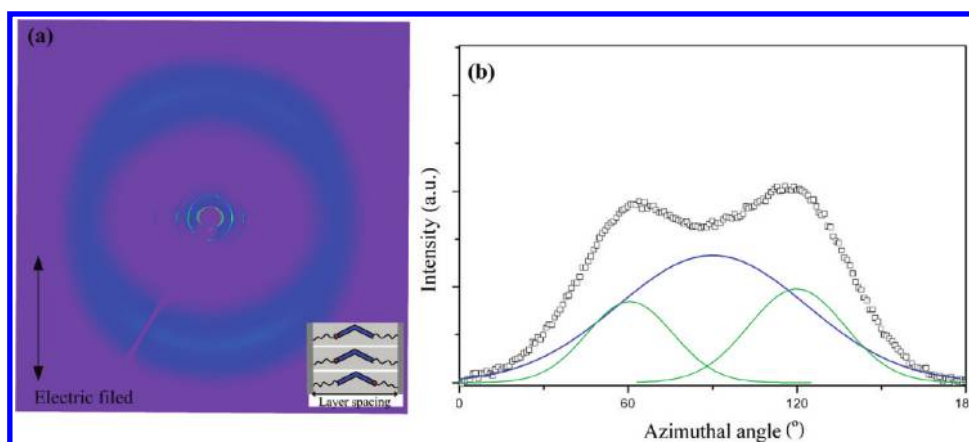 (a)
Electric filed
Layer spacing
(b)
Intensity (a.u.)
0
60
120
18
Azimuthal angle (°)